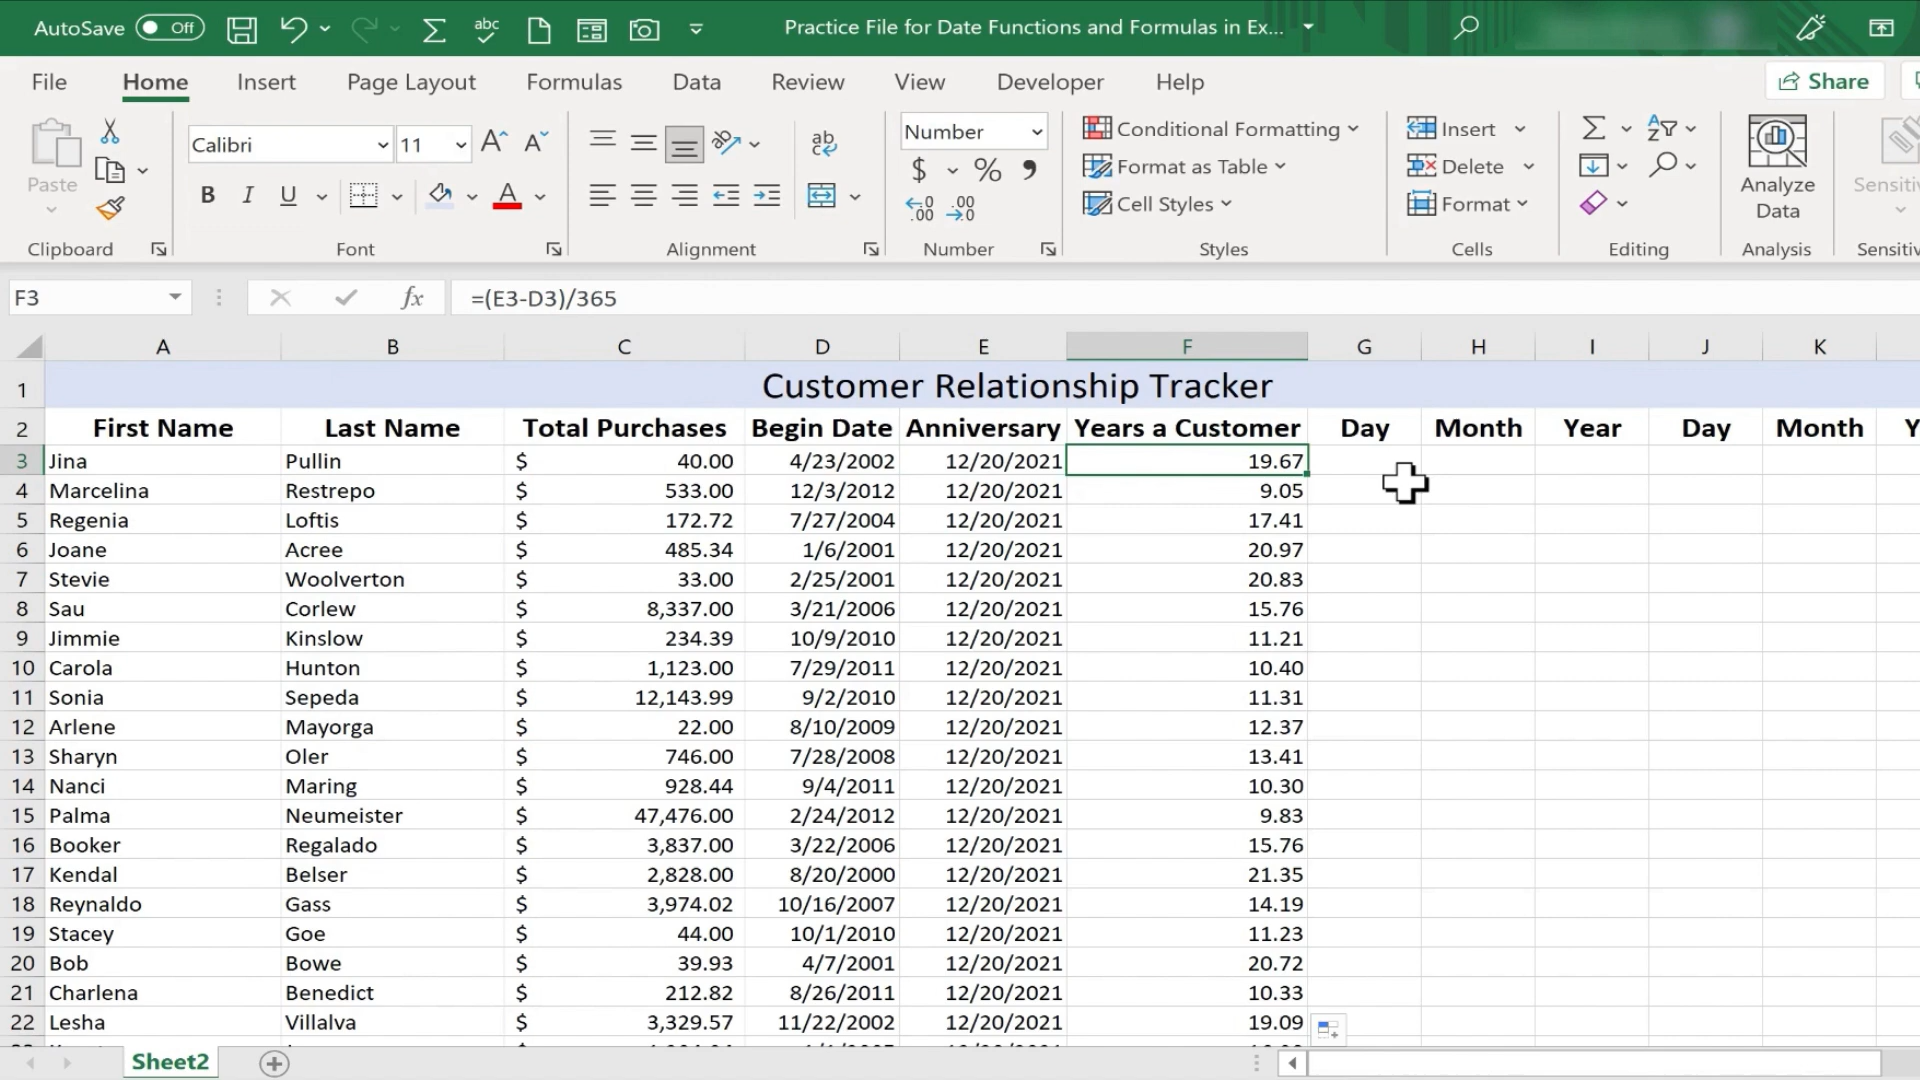 AutoSave Off abc Practice File for Date Functions and Formulas in Ex...
File Home Insert Page Layout Formulas Data Review View Developer Help Share
Paste Calibri 11 A A ab Number Conditional Formatting Insert Analyze Data
B I U A $ % , Format as Table Delete
.00 .00 Cell Styles Format
Clipboard Font Alignment Number Styles Cells Editing Analysis
F3 fx =(E3-D3)/365
A B C D E F G H I J K
1 Customer Relationship Tracker
2 First Name Last Name Total Purchases Begin Date Anniversary Years a Customer Day Month Year Day Month Y
3 Jina Pullin $ 40.00 4/23/2002 12/20/2021 19.67
4 Marcelina Restrepo $ 533.00 12/3/2012 12/20/2021 9.05
5 Regenia Loftis $ 172.72 7/27/2004 12/20/2021 17.41
6 Joane Acree $ 485.34 1/6/2001 12/20/2021 20.97
7 Stevie Woolverton $ 33.00 2/25/2001 12/20/2021 20.83
8 Sau Corlew $ 8,337.00 3/21/2006 12/20/2021 15.76
9 Jimmie Kinslow $ 234.39 10/9/2010 12/20/2021 11.21
10 Carola Hunton $ 1,123.00 7/29/2011 12/20/2021 10.40
11 Sonia Sepeda $ 12,143.99 9/2/2010 12/20/2021 11.31
12 Arlene Mayorga $ 22.00 8/10/2009 12/20/2021 12.37
13 Sharyn Oler $ 746.00 7/28/2008 12/20/2021 13.41
14 Nanci Maring $ 928.44 9/4/2011 12/20/2021 10.30
15 Palma Neumeister $ 47,476.00 2/24/2012 12/20/2021 9.83
16 Booker Regalado $ 3,837.00 3/22/2006 12/20/2021 15.76
17 Kendal Belser $ 2,828.00 8/20/2000 12/20/2021 21.35
18 Reynaldo Gass $ 3,974.02 10/16/2007 12/20/2021 14.19
19 Stacey Goe $ 44.00 10/1/2010 12/20/2021 11.23
20 Bob Bowe $ 39.93 4/7/2001 12/20/2021 20.72
21 Charlena Benedict $ 212.82 8/26/2011 12/20/2021 10.33
22 Lesha Villalva $ 3,329.57 11/22/2002 12/20/2021 19.09
Sheet2